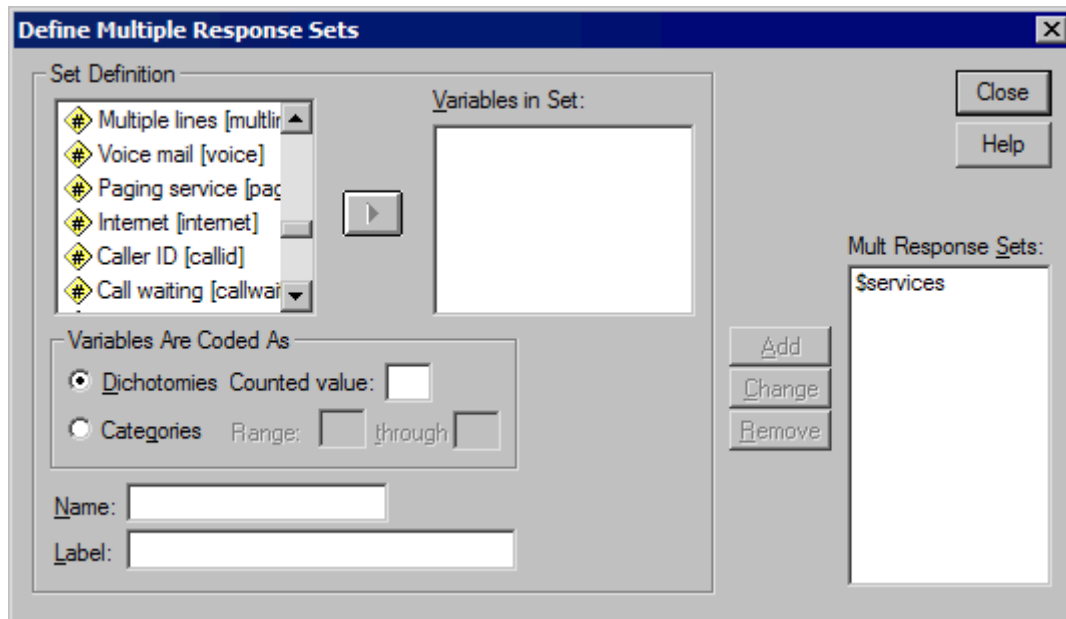 Define Multiple Response Sets
Set Definition
Multiple lines [multlin
Voice mail [voice]
Paging service [pag
Internet [internet]
Caller ID [callid]
Call waiting [callwait
Variables in Set:
Close
Help
Mult Response Sets:
$services
Variables Are Coded As
Dichotomies Counted value:
Categories Range: through
Add
Change
Remove
Name:
Label: